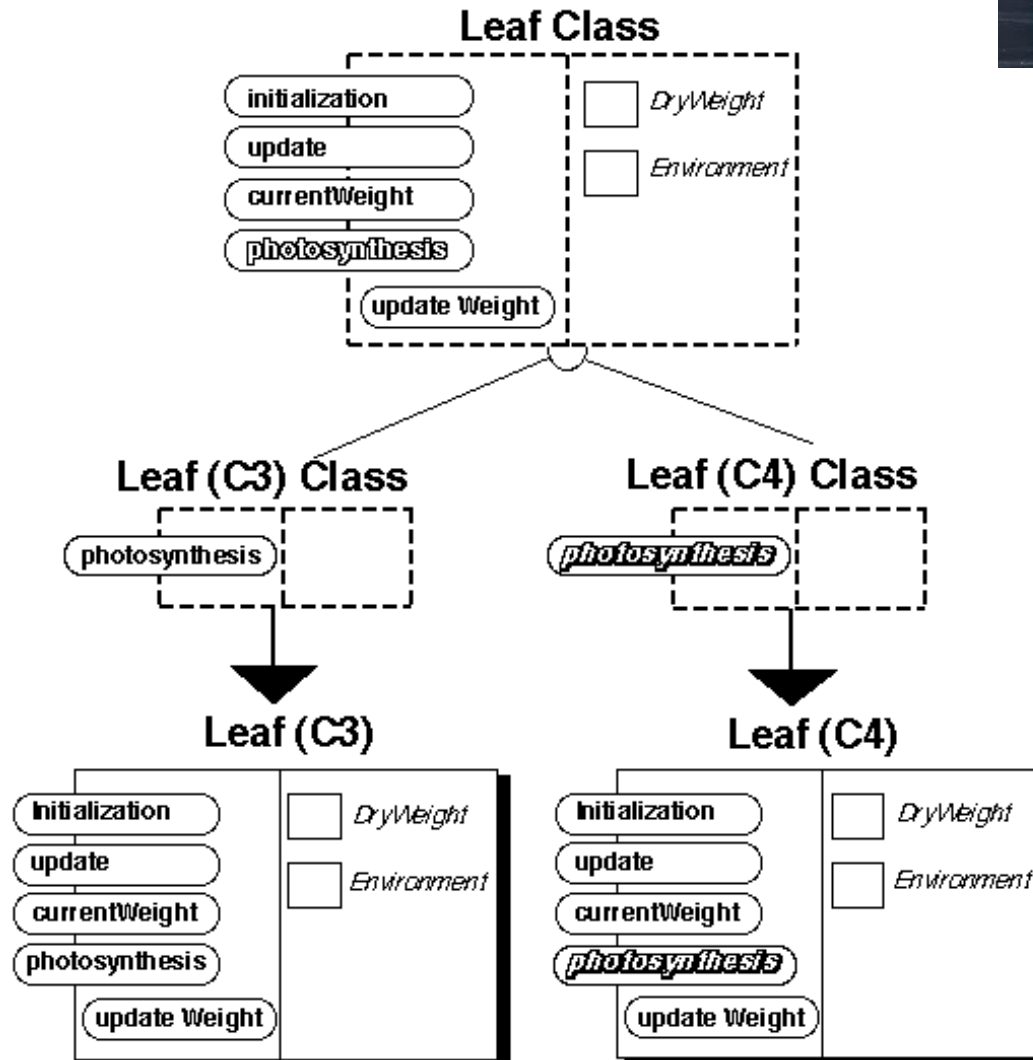 Leaf Class
initialization
update
currentWeight
photosynthesis
update Weight
DryWeight
Environment
Leaf (C3) Class
photosynthesis
Leaf (C4) Class
photosynthesis
Leaf (C3)
Initialization
update
currentWeight
photosynthesis
update Weight
DryWeight
Environment
Leaf (C4)
Initialization
update
currentWeight
photosynthesis
update Weight
DryWeight
Environment